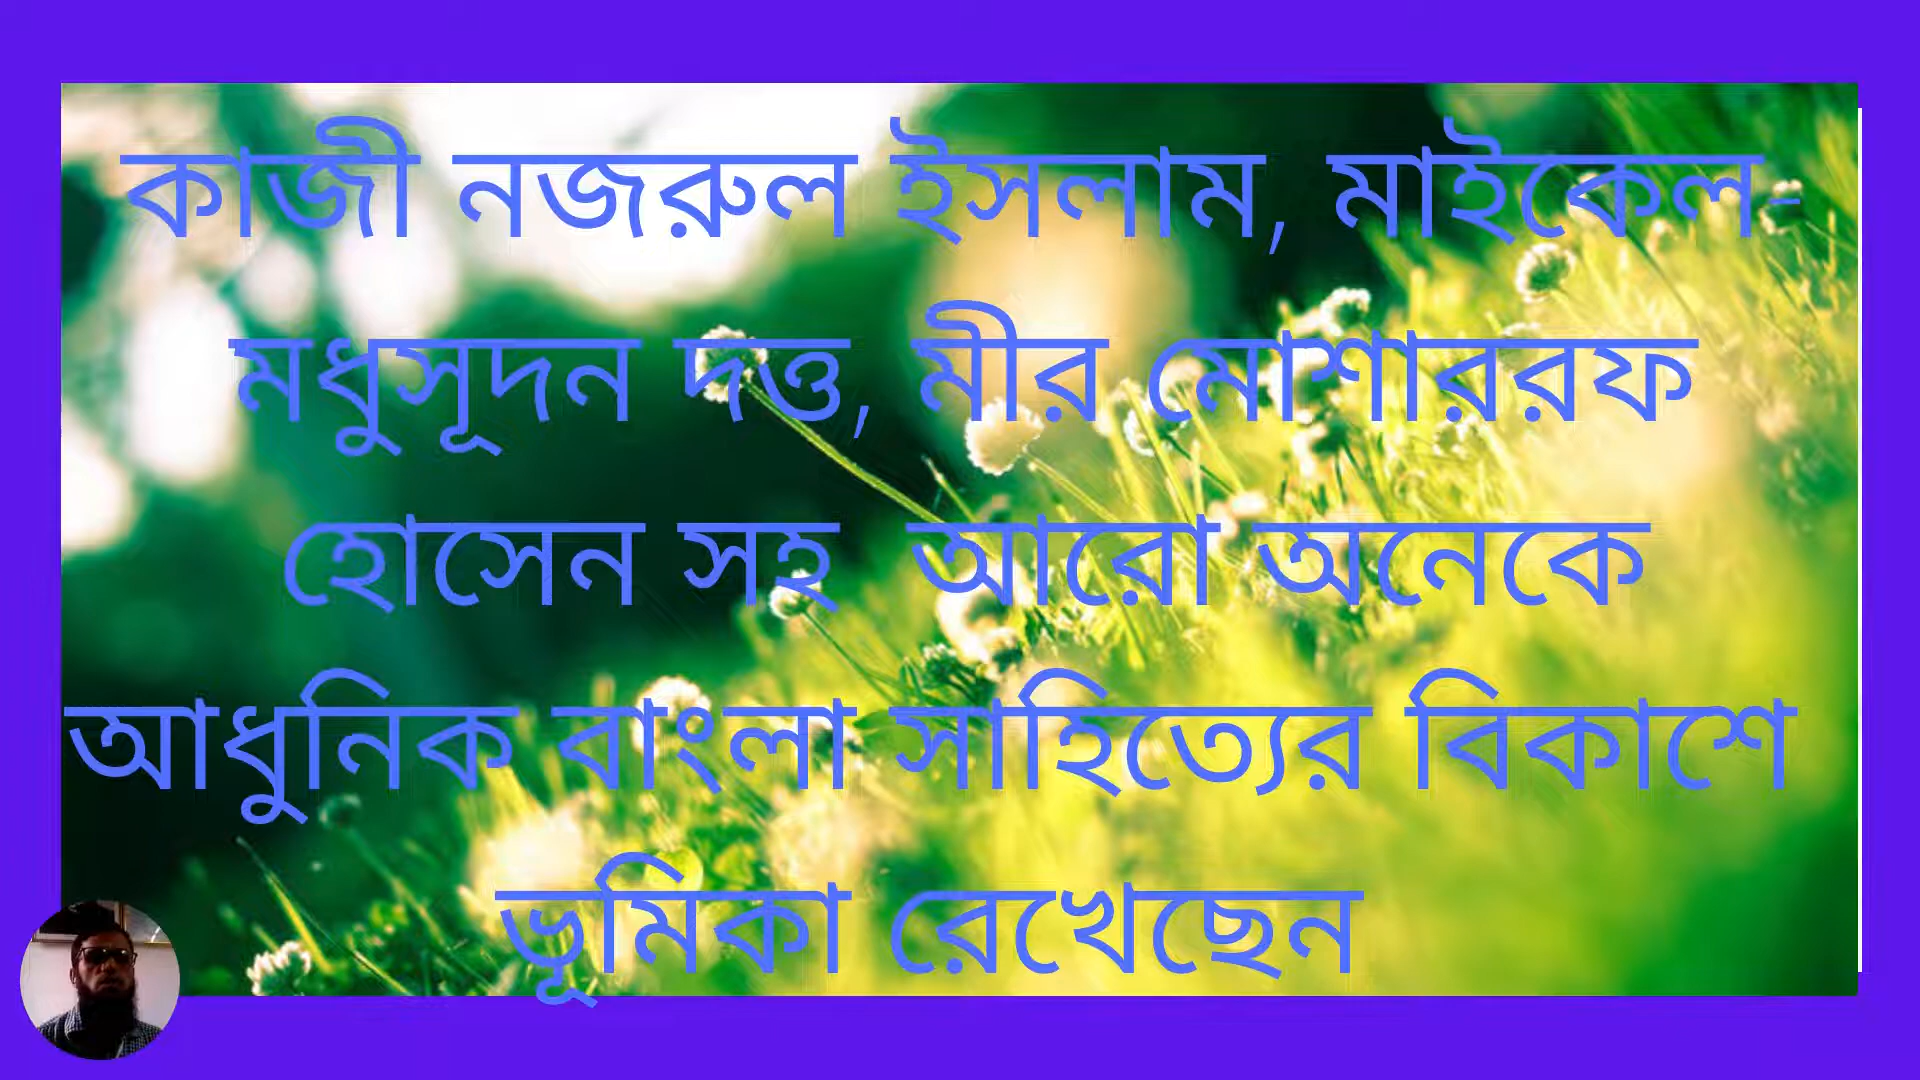 কাজী নজরুল ইসলাম, মাইকেল-
মধুসূদন দত্ত, মীর মোশাররফ
হোসেন সহ আরো অনেকে
আধুনিক বাংলা সাহিত্যের বিকাশে
ভূমিকা রেখেছেন